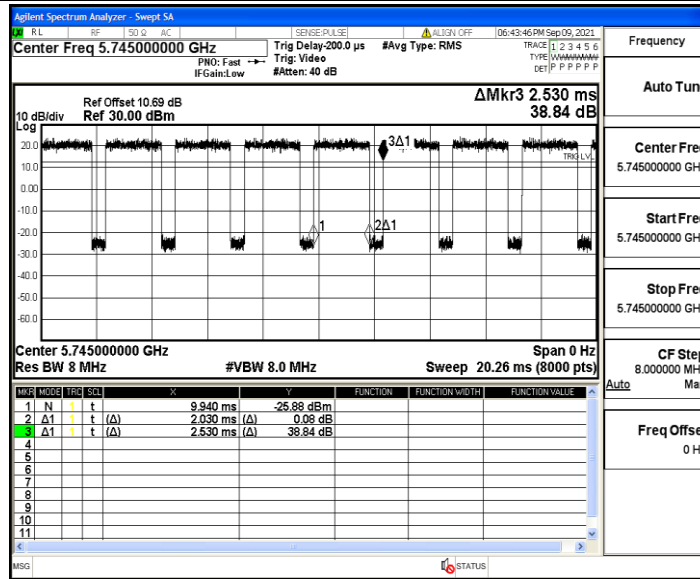 Agilent Spectrum Analyzer - Swept SA
RL RF 50 Ω AC SENSE:PULSE ALIGN OFF 06:43:46 PM Sep 09, 2021
Center Freq 5.745000000 GHz
PNO: Fast
IFGain:Low
Trig Delay-200.0 µs
Trig: Video
#Atten: 40 dB
#Avg Type: RMS
TRACE 1 2 3 4 5 6
TYPE
DET P P P P P P
ΔMkr3 2.530 ms
38.84 dB
Ref Offset 10.69 dB
10 dB/div Ref 30.00 dBm
Log
20.0
10.0
0.00
-10.0
-20.0
-30.0
-40.0
-50.0
-60.0
3Δ1
TRIG LVL
1
2Δ1
Center 5.745000000 GHz Span 0 Hz
Res BW 8 MHz #VBW 8.0 MHz Sweep 20.26 ms (8000 pts)
MKR MODE TRC SCL X Y FUNCTION FUNCTION WIDTH FUNCTION VALUE
1 N 1 t 9.940 ms -25.88 dBm
2 Δ1 1 t (Δ) 2.030 ms (Δ) 0.08 dB
3 Δ1 1 t (Δ) 2.530 ms (Δ) 38.84 dB
4
5
6
7
8
9
10
11
MSG STATUS
Frequency
Auto Tun
Center Fre
5.745000000 GH
Start Fre
5.745000000 GH
Stop Fre
5.745000000 GH
CF Ste
8.000000 MH
Auto Ma
Freq Offse
0 H